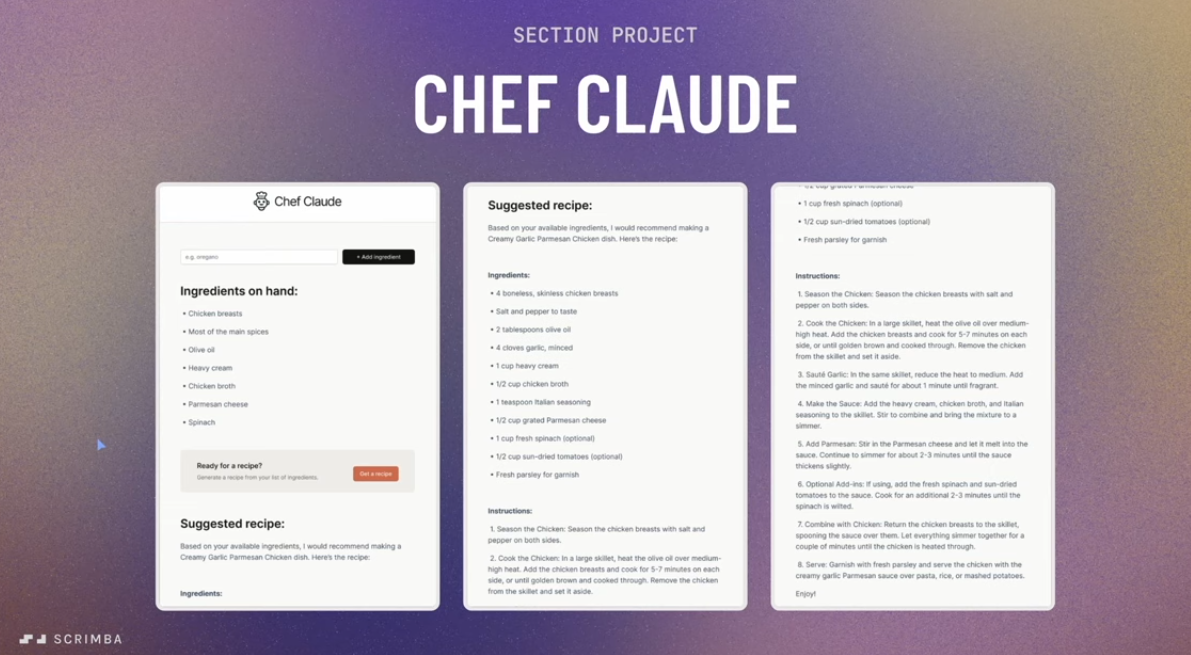 SECTION PROJECT
CHEF CLAUDE
Chef Claude
e.g. oregano
+ Add ingredient
Ingredients on hand:
• Chicken breasts
• Most of the main spices
• Olive oil
• Heavy cream
• Chicken broth
• Parmesan cheese
• Spinach
Ready for a recipe?
Generate a recipe from your list of ingredients.
Get a recipe
Suggested recipe:
Based on your available ingredients, I would recommend making a
Creamy Garlic Parmesan Chicken dish. Here's the recipe:
Ingredients:
Suggested recipe:
Based on your available ingredients, I would recommend making a
Creamy Garlic Parmesan Chicken dish. Here's the recipe:
Ingredients:
• 4 boneless, skinless chicken breasts
• Salt and pepper to taste
• 2 tablespoons olive oil
• 4 cloves garlic, minced
• 1 cup heavy cream
• 1/2 cup chicken broth
• 1 teaspoon Italian seasoning
• 1/2 cup grated Parmesan cheese
• 1 cup fresh spinach (optional)
• 1/2 cup sun-dried tomatoes (optional)
• Fresh parsley for garnish
Instructions:
1. Season the Chicken: Season the chicken breasts with salt and
pepper on both sides.
2. Cook the Chicken: In a large skillet, heat the olive oil over medium-
high heat. Add the chicken breasts and cook for 5-7 minutes on each
side, or until golden brown and cooked through. Remove the chicken
from the skillet and set it aside.
• 1/2 cup grated Parmesan cheese
• 1 cup fresh spinach (optional)
• 1/2 cup sun-dried tomatoes (optional)
• Fresh parsley for garnish
Instructions:
1. Season the Chicken: Season the chicken breasts with salt and
pepper on both sides.
2. Cook the Chicken: In a large skillet, heat the olive oil over medium-
high heat. Add the chicken breasts and cook for 5-7 minutes on each
side, or until golden brown and cooked through. Remove the chicken
from the skillet and set it aside.
3. Sauté Garlic: In the same skillet, reduce the heat to medium. Add
the minced garlic and sauté for about 1 minute until fragrant.
4. Make the Sauce: Add the heavy cream, chicken broth, and Italian
seasoning to the skillet. Stir to combine and bring the mixture to a
simmer.
5. Add Parmesan: Stir in the Parmesan cheese and let it melt into the
sauce. Continue to simmer for about 2-3 minutes until the sauce
thickens slightly.
6. Optional Add-ins: If using, add the fresh spinach and sun-dried
tomatoes to the sauce. Cook for an additional 2-3 minutes until the
spinach is wilted.
7. Combine with Chicken: Return the chicken breasts to the skillet,
spooning the sauce over them. Let everything simmer together for a
couple of minutes until the chicken is heated through.
8. Serve: Garnish with fresh parsley and serve the chicken with the
creamy garlic Parmesan sauce over pasta, rice, or mashed potatoes.
Enjoy!
SCRIMBA